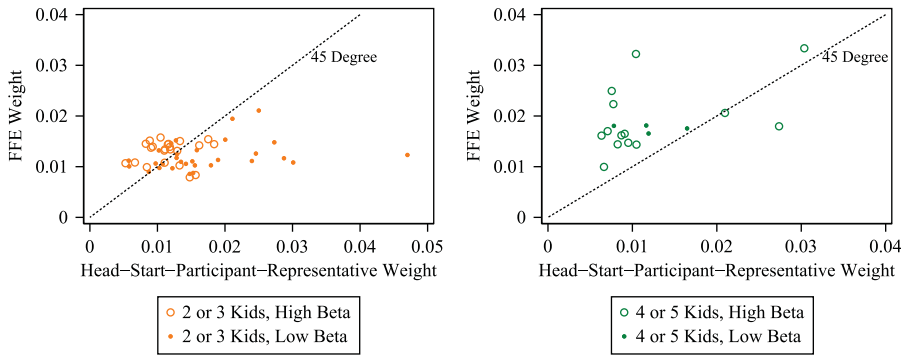 0.04
0.03
0.02
0.01
0
FFE Weight
45 Degree
0 0.01 0.02 0.03 0.04 0.05
Head−Start−Participant−Representative Weight
2 or 3 Kids, High Beta
2 or 3 Kids, Low Beta
0.04
0.03
0.02
0.01
0
FFE Weight
45 Degree
0 0.01 0.02 0.03 0.04
Head−Start−Participant−Representative Weight
4 or 5 Kids, High Beta
4 or 5 Kids, Low Beta